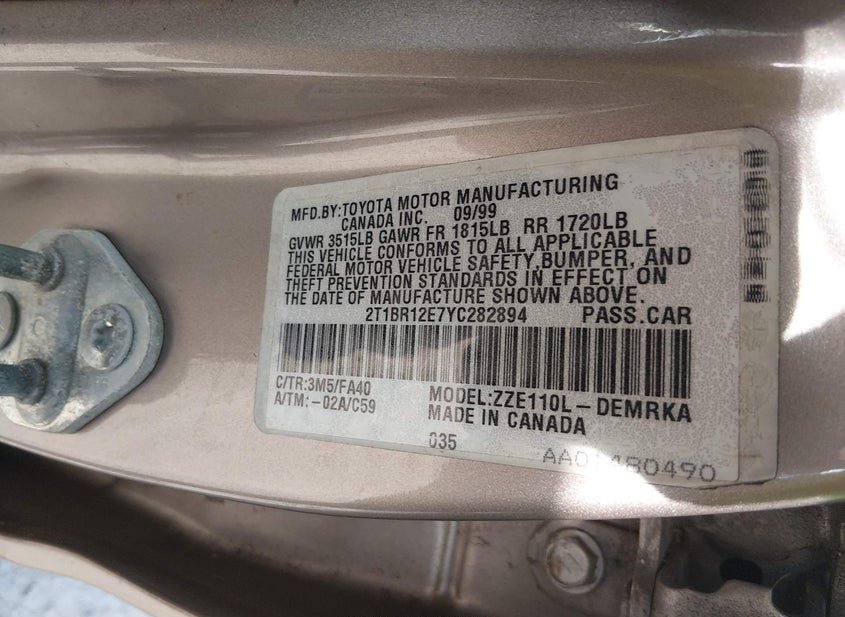 MFD.BY:TOYOTA MOTOR MANUFACTURING
CANADA INC. 09/99
GVWR 3515LB GAWR FR 1815LB RR 1720LB
THIS VEHICLE CONFORMS TO ALL APPLICABLE
FEDERAL MOTOR VEHICLE SAFETY,BUMPER, AND
THEFT PREVENTION STANDARDS IN EFFECT ON
THE DATE OF MANUFACTURE SHOWN ABOVE.
2T1BR12E7YC282894 PASS.CAR
C/TR:3M5/FA40 MODEL:ZZE110L-DEMRKA
A/TM:-02A/C59 MADE IN CANADA
035